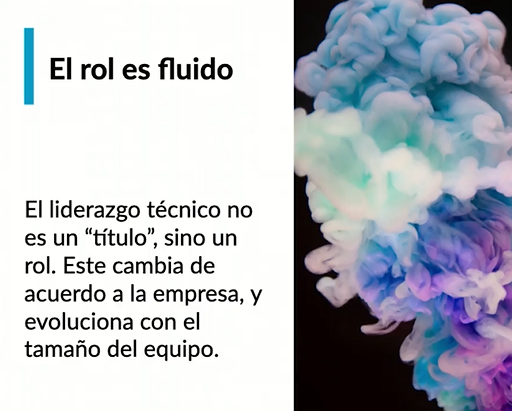 El rol es fluido
El liderazgo técnico no
es un “título”, sino un
rol. Este cambia de
acuerdo a la empresa, y
evoluciona con el
tamaño del equipo.